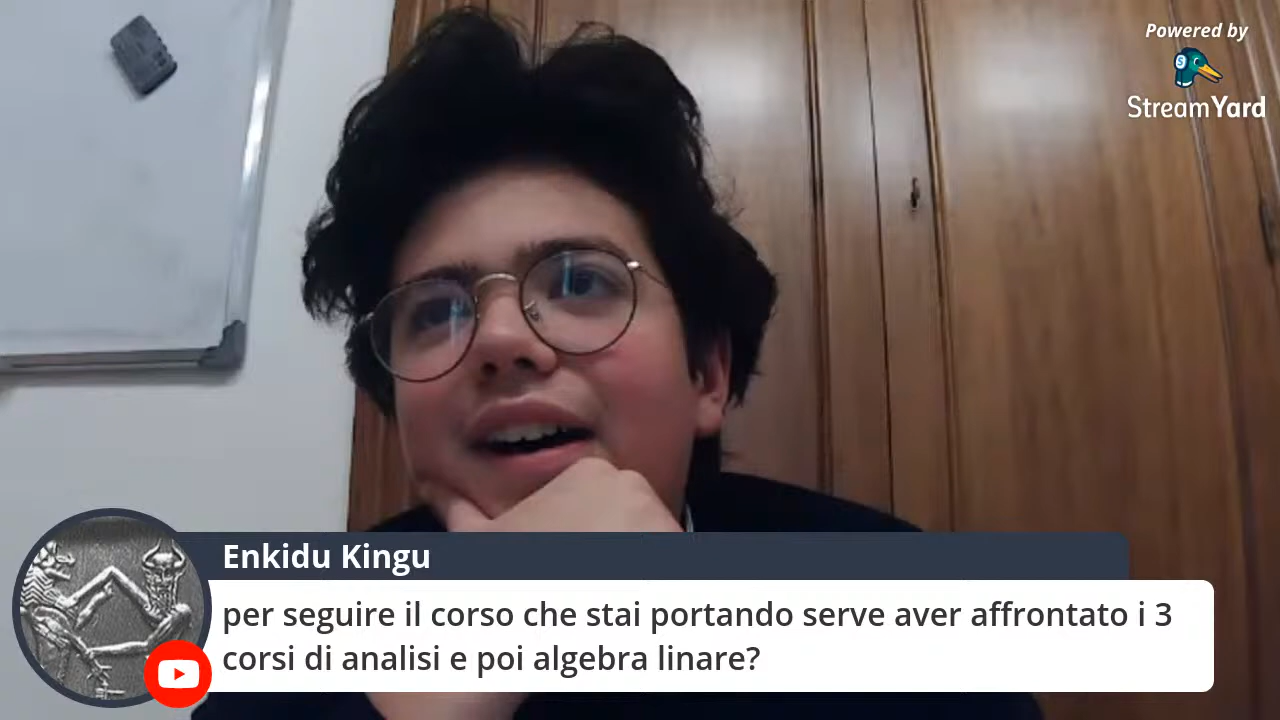 Powered by
StreamYard
Enkidu Kingu
per seguire il corso che stai portando serve aver affrontato i 3
corsi di analisi e poi algebra linare?